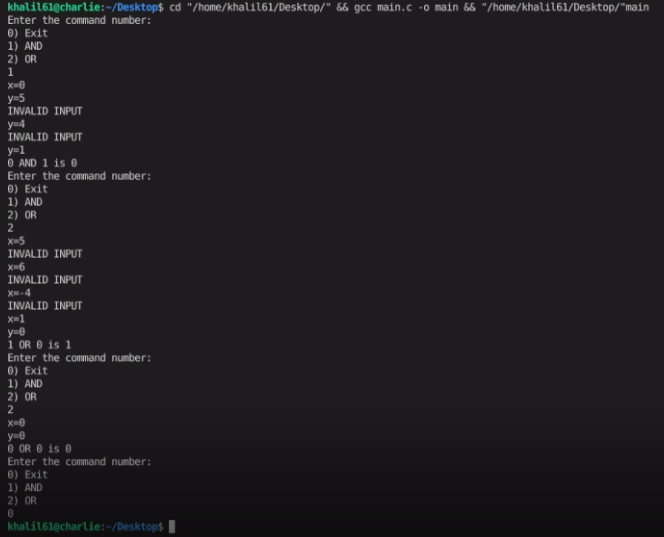 khalil61@charlie:~/Desktop$ cd "/home/khalil61/Desktop/" && gcc main.c -o main && "/home/khalil61/Desktop/"main
Enter the command number:
0) Exit
1) AND
2) OR
1
x=0
y=5
INVALID INPUT
y=4
INVALID INPUT
y=1
0 AND 1 is 0
Enter the command number:
0) Exit
1) AND
2) OR
2
x=5
INVALID INPUT
x=6
INVALID INPUT
x=-4
INVALID INPUT
x=1
y=0
1 OR 0 is 1
Enter the command number:
0) Exit
1) AND
2) OR
2
x=0
y=0
0 OR 0 is 0
Enter the command number:
0) Exit
1) AND
2) OR
0
khalil61@charlie:~/Desktop$